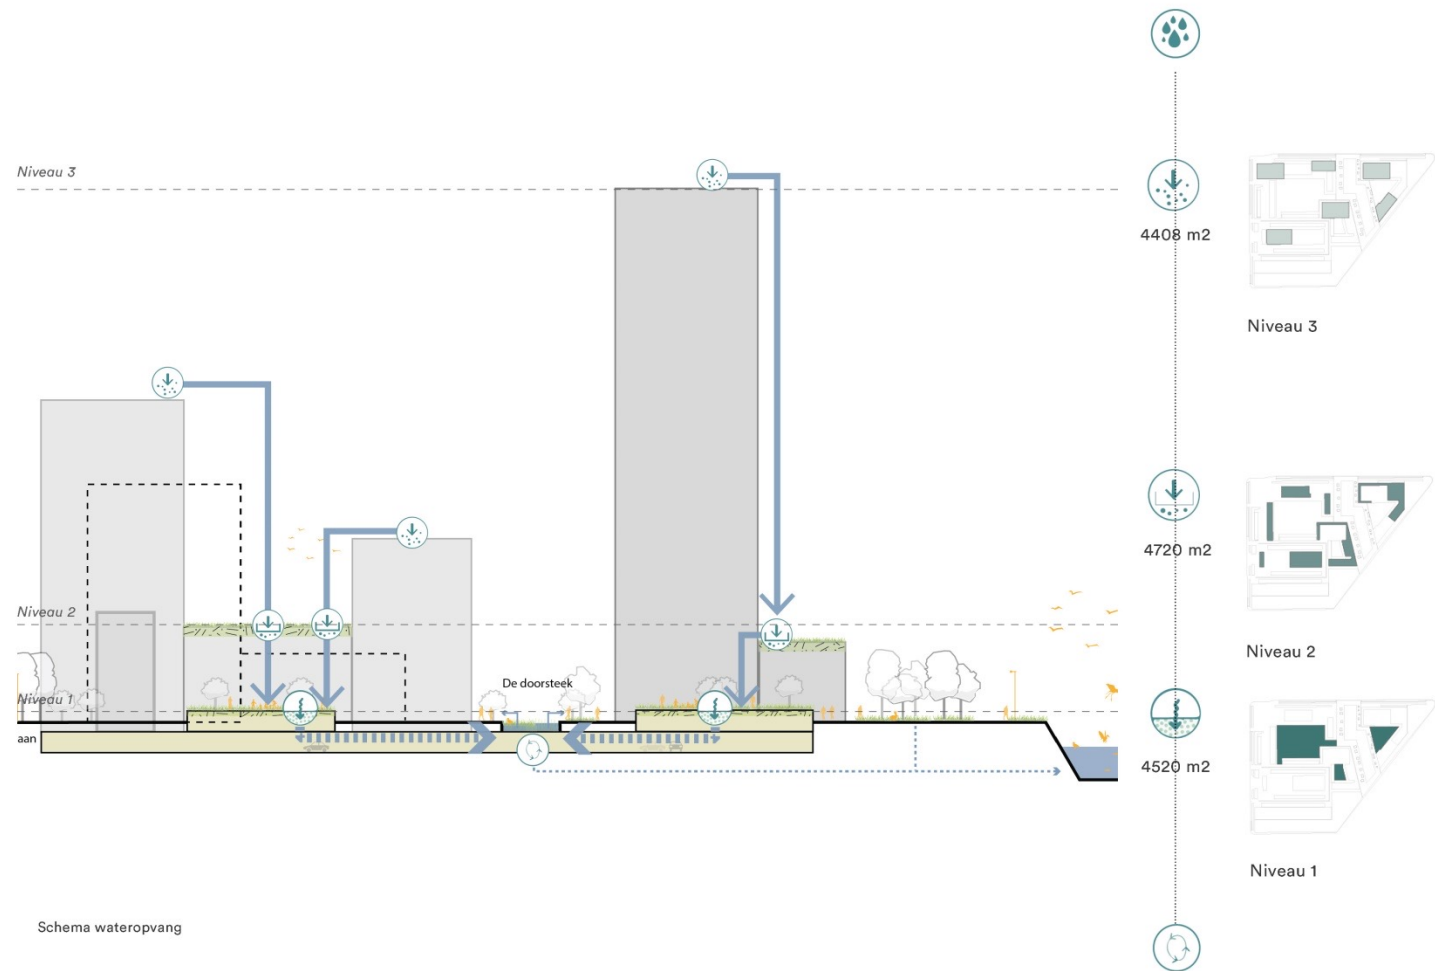 Niveau 3
4408 m2
Niveau 3
4720 m2
Niveau 2
Niveau 2
De doorsteek
Niveau 1
aan
4520 m2
Niveau 1
Schema wateropvang